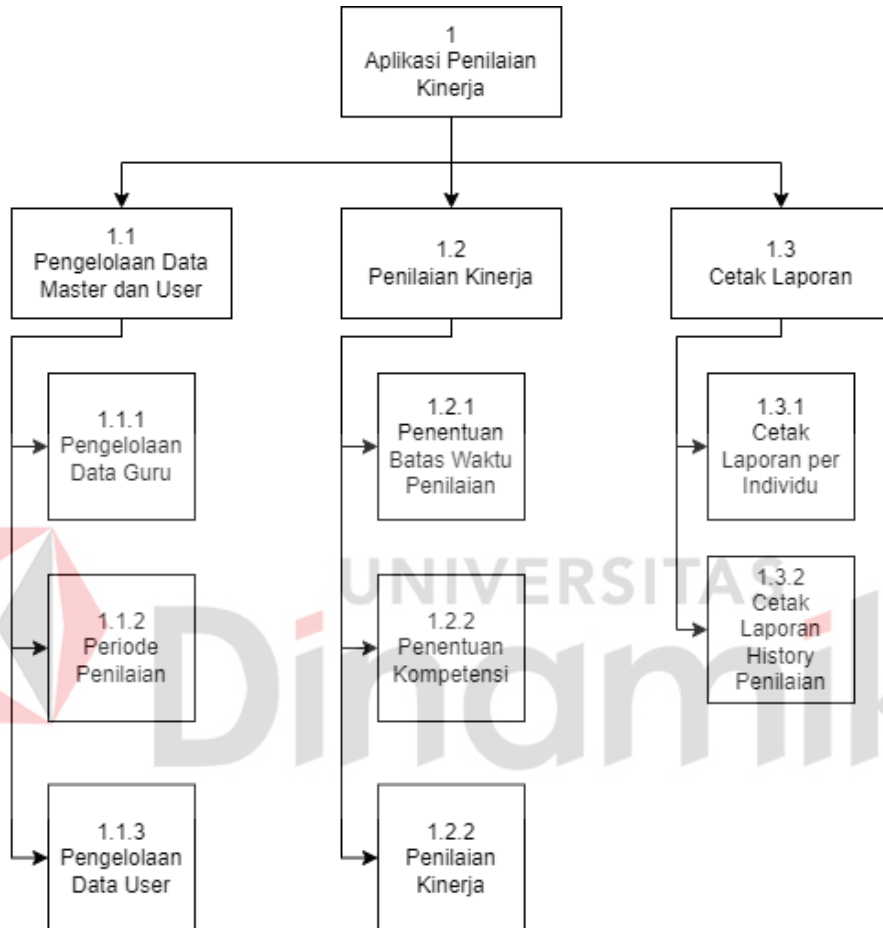 1
Aplikasi Penilaian
Kinerja
1.1
Pengelolaan Data
Master dan User
1.2
Penilaian Kinerja
1.3
Cetak Laporan
1.1.1
Pengelolaan
Data Guru
1.2.1
Penentuan
Batas Waktu
Penilaian
1.3.1
Cetak
Laporan per
Individu
UNIVERSITAS
Dinamik
1.1.2
Periode
Penilaian
1.2.2
Penentuan
Kompetensi
1.3.2
Cetak
Laporan
History
Penilaian
1.1.3
Pengelolaan
Data User
1.2.2
Penilaian
Kinerja